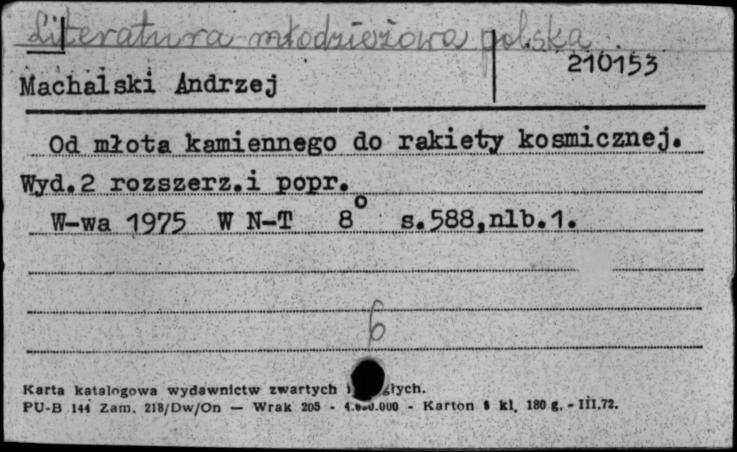 Literatura młodzieżowa polska
210153
Machalski Andrzej
Od młota kamiennego do rakiety kosmicznej.
Wyd.2 rozszerz.i popr.
W-wa 1975 W N-T 8° s.588,nlb.1.
6
Karta katalogowa wydawnictw zwartych
PU-B 144 Zam. 218/Dw/On — Wrak 205 - - Karton kl. 180 g. - III.72.